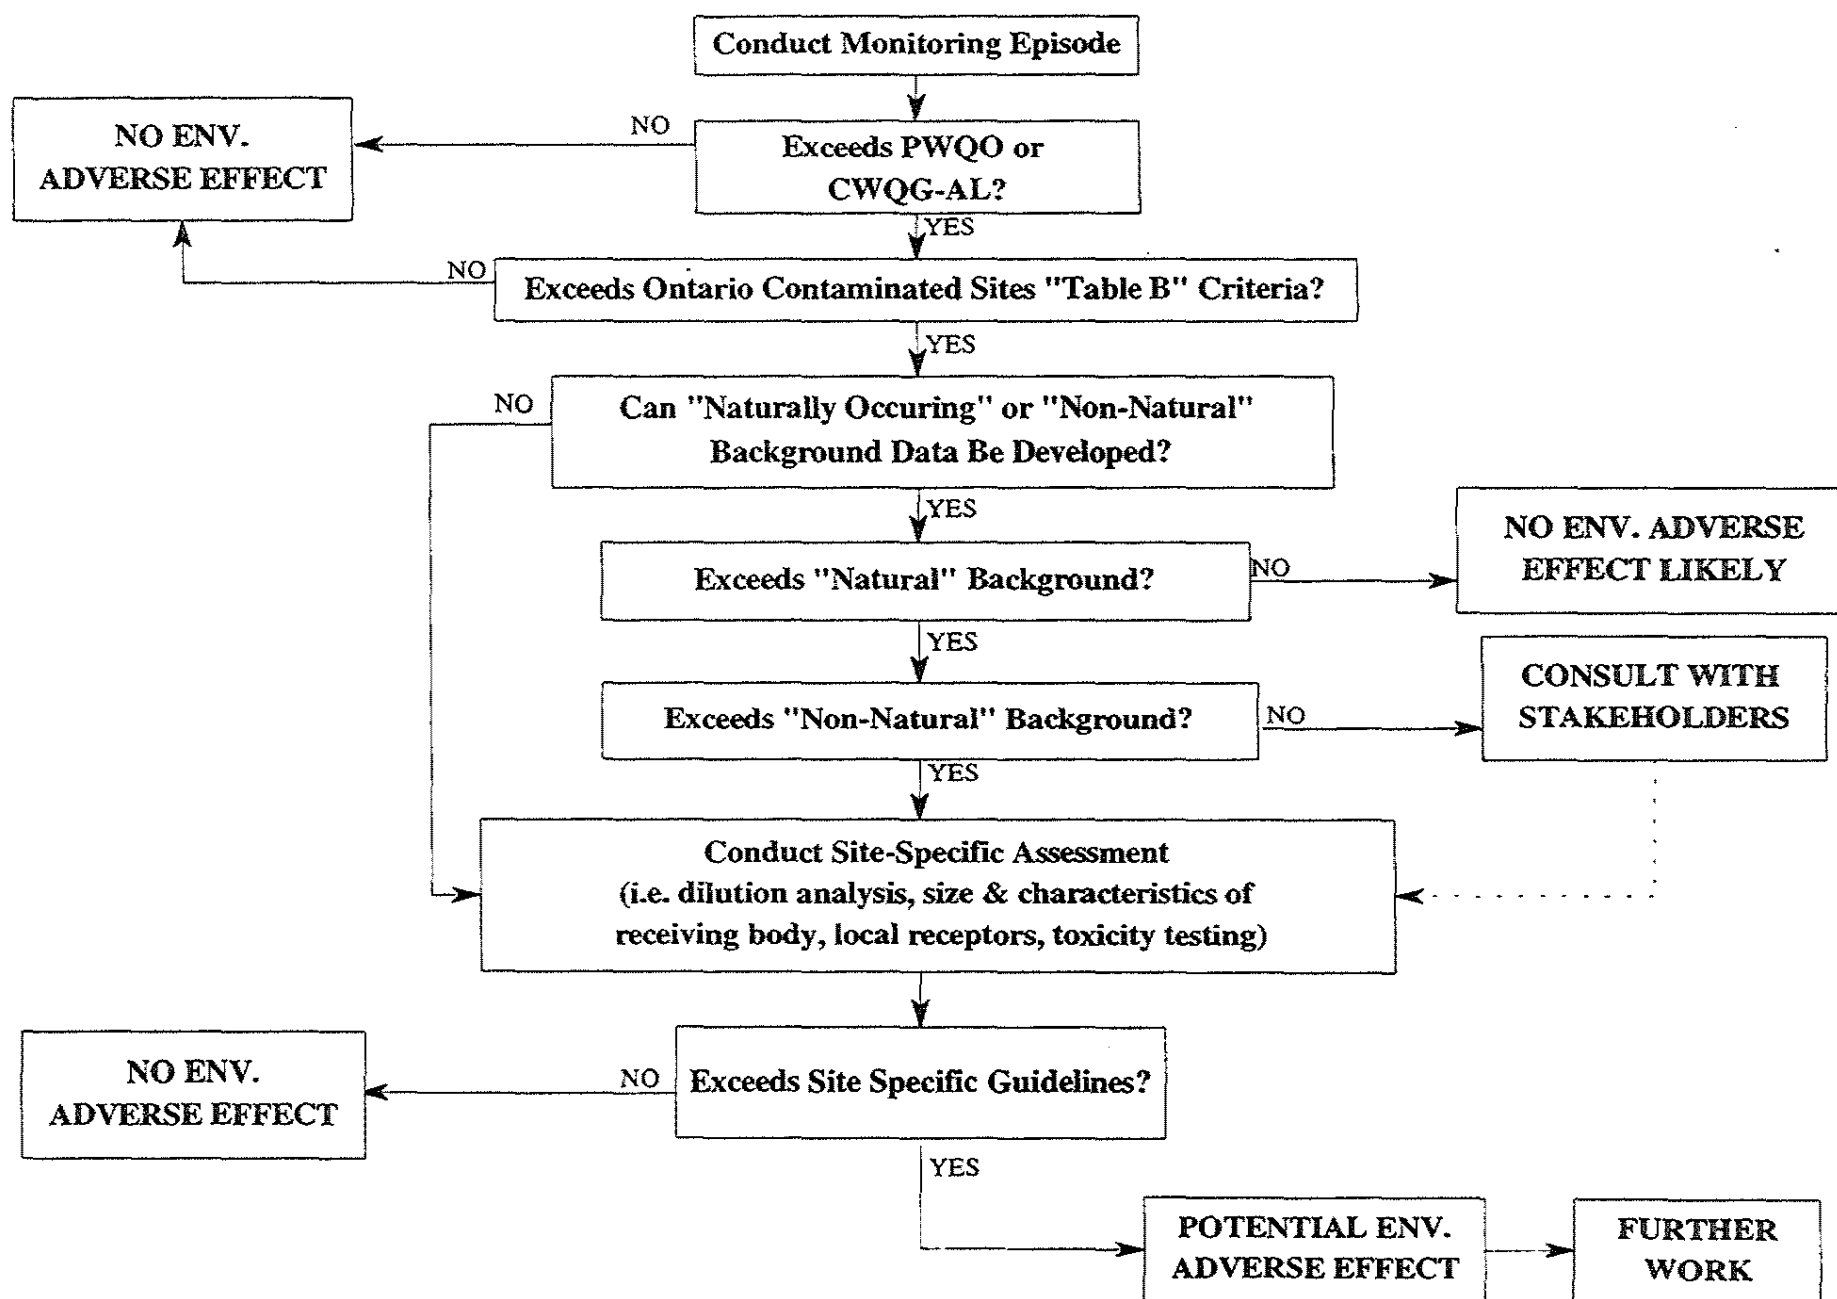 Conduct Monitoring Episode
NO
NO ENV.
ADVERSE EFFECT
Exceeds PWQO or
CWQG-AL?
YES
NO
Exceeds Ontario Contaminated Sites "Table B" Criteria?
YES
NO
Can "Naturally Occuring" or "Non-Natural"
Background Data Be Developed?
YES
Exceeds "Natural" Background?
NO
NO ENV. ADVERSE
EFFECT LIKELY
YES
Exceeds "Non-Natural" Background?
NO
CONSULT WITH
STAKEHOLDERS
YES
Conduct Site-Specific Assessment
(i.e. dilution analysis, size & characteristics of
receiving body, local receptors, toxicity testing)
NO ENV.
ADVERSE EFFECT
NO
Exceeds Site Specific Guidelines?
YES
POTENTIAL ENV.
ADVERSE EFFECT
FURTHER
WORK